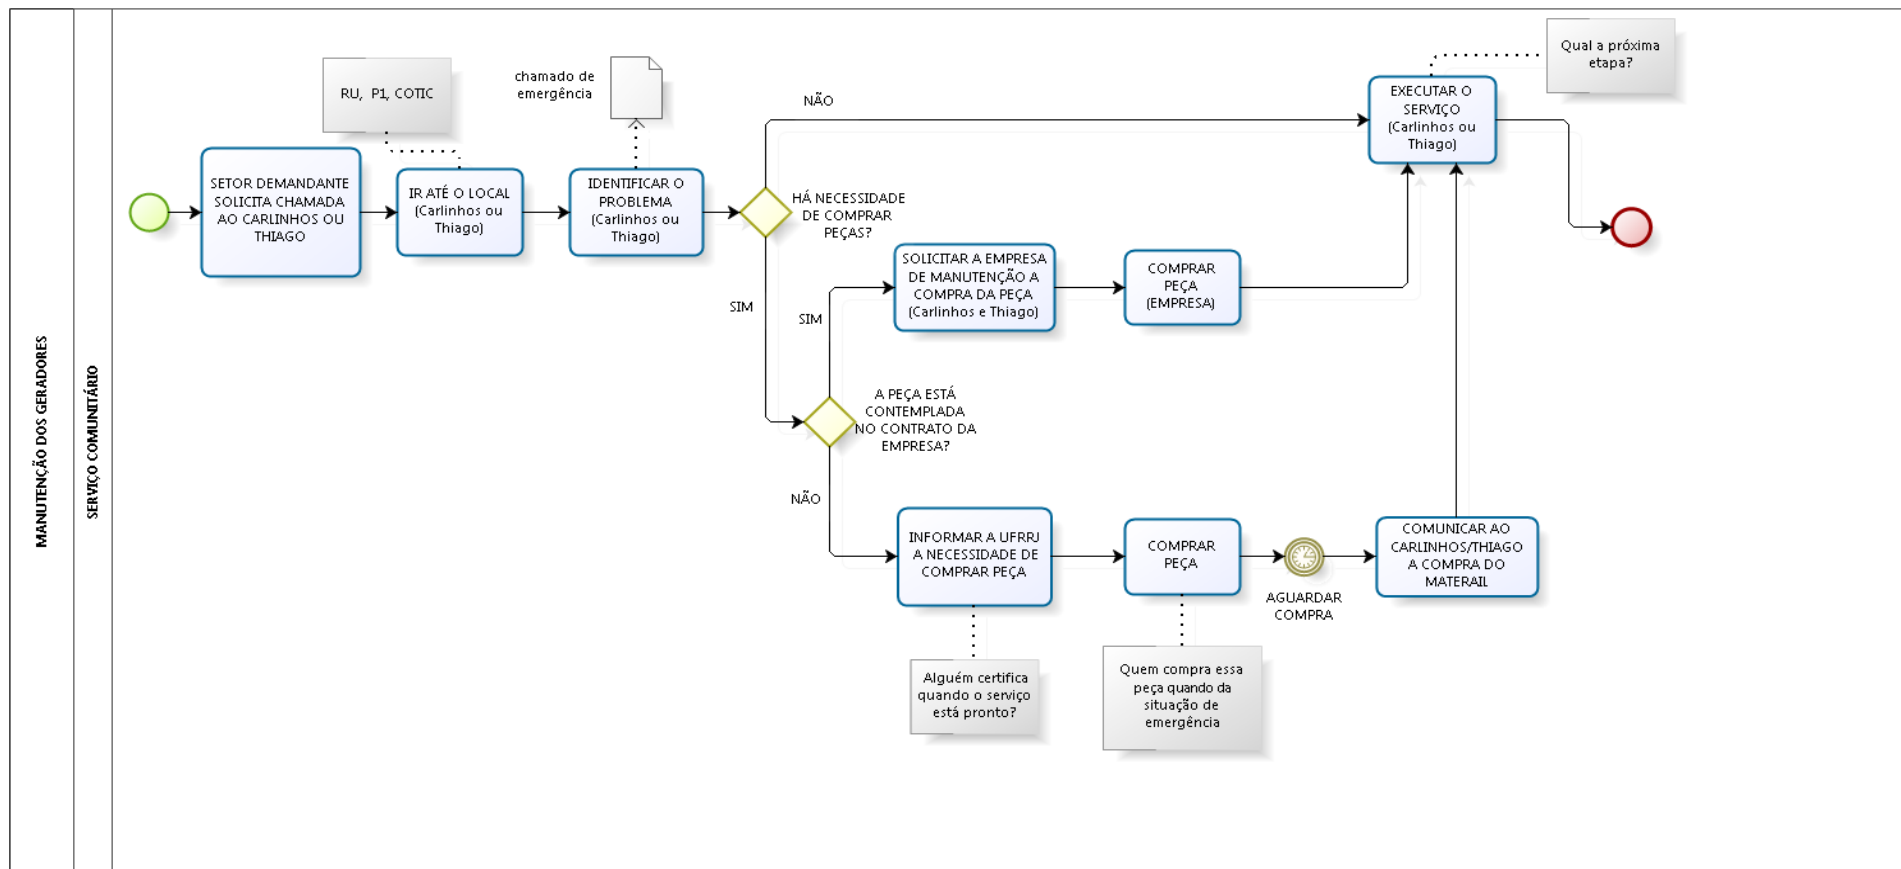 MANUTENÇÃO DOS GERADORES
SERVIÇO COMUNITÁRIO
SETOR DEMANDANTE
SOLICITA CHAMADA
AO CARLINHOS OU
THIAGO
RU, P1, COTIC
IR ATÉ O LOCAL
(Carlinhos ou
Thiago)
chamado de
emergência
IDENTIFICAR O
PROBLEMA
(Carlinhos ou
Thiago)
HÁ NECESSIDADE
DE COMPRAR
PEÇAS?
NÃO
SIM
EXECUTAR O
SERVIÇO
(Carlinhos ou
Thiago)
Qual a próxima
etapa?
A PEÇA ESTÁ
CONTEMPLADA
NO CONTRATO DA
EMPRESA?
SIM
SOLICITAR A EMPRESA
DE MANUTENÇÃO A
COMPRA DA PEÇA
(Carlinhos e Thiago)
COMPRAR
PEÇA
(EMPRESA)
NÃO
INFORMAR A UFRRJ
A NECESSIDADE DE
COMPRAR PEÇA
Alguém certifica
quando o serviço
está pronto?
COMPRAR
PEÇA
Quem compra essa
peça quando da
situação de
emergência
AGUARDAR
COMPRA
COMUNICAR AO
CARLINHOS/THIAGO
A COMPRA DO
MATERAIL